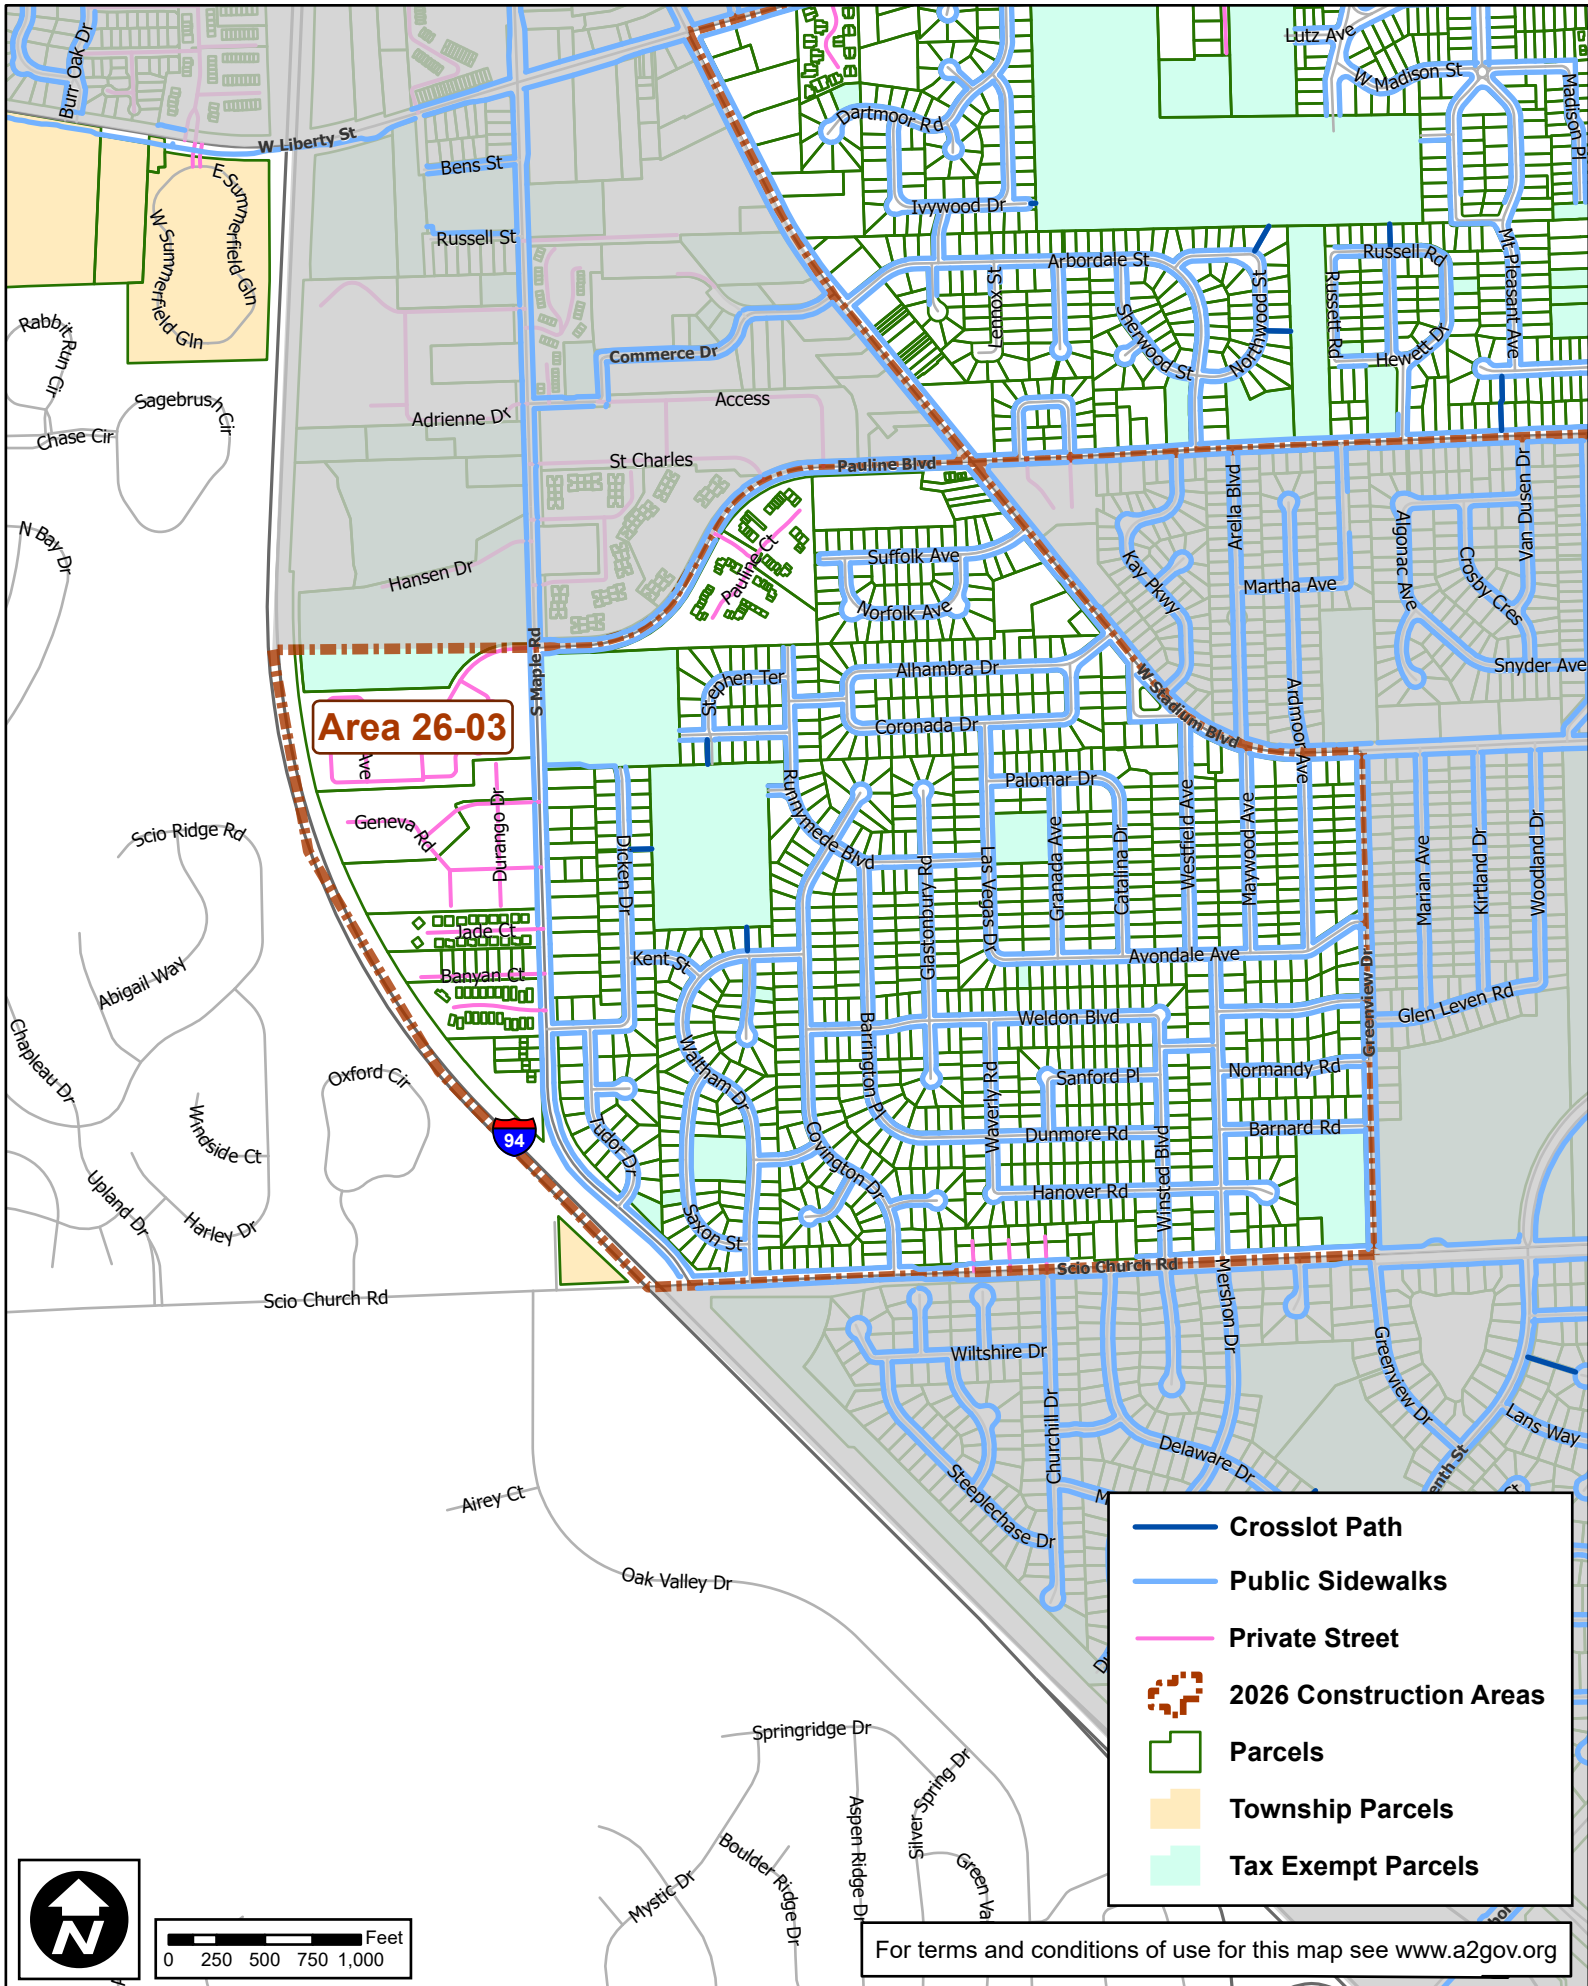 Burr Oak Dr
W Liberty St
E Summerfield Gln
W Summerfield Gln
Bens St
Russell St
Dartmoor Rd
Ivywood Dr
Lutz Ave
W Madison St
Madison Pl
Arbordale St
Lennox St
Sherwood St
Northwood St
Russell Rd
Russett Rd
Hewett Dr
Mt Pleasant Ave
Rabbit Run Cir
Sagebrush Cir
Chase Cir
Commerce Dr
Adrienne Dr
Access
St Charles
Pauline Blvd
N Bay Dr
Hansen Dr
Pauline Ct
Suffolk Ave
Norfolk Ave
Kay Pkwy
Arella Blvd
Martha Ave
Ardmoor Ave
Algonac Ave
Crosby Cres
Van Dusen Dr
Snyder Ave
S Maple Rd
Area 26-03
Ave
Stephen Ter
Alhambra Dr
Coronada Dr
W Stadium Blvd
Runnymede Blvd
Palomar Dr
Geneva Rd
Durango Dr
Dicken Dr
Glastonbury Rd
Las Vegas Dr
Granada Ave
Catalina Dr
Westfield Ave
Maywood Ave
Marian Ave
Kirtland Dr
Woodland Dr
Scio Ridge Rd
Jade Ct
Banyan Ct
Kent St
Avondale Ave
Abigail Way
Greenview Dr
Glen Leven Rd
Chapleau Dr
Oxford Cir
Windside Ct
Upland Dr
Harley Dr
94
Tudor Dr
Waltham Dr
Barrington Pl
Weldon Blvd
Waverly Rd
Sanford Pl
Normandy Rd
Dunmore Rd
Barnard Rd
Covington Dr
Hanover Rd
Winsted Blvd
Saxon St
Scio Church Rd
Scio Church Rd
Mershon Dr
Wiltshire Dr
Churchill Dr
Greenview Dr
Delaware Dr
Lans Way
enth St
Steeplechase Dr
M
Ct
D
Airey Ct
Oak Valley Dr
Springridge Dr
Silver Spring Dr
Aspen Ridge Dr
Boulder Ridge Dr
Mystic Dr
Green Va
hor
Crosslot Path
Public Sidewalks
Private Street
2026 Construction Areas
Parcels
Township Parcels
Tax Exempt Parcels
N
Feet
0 250 500 750 1,000
For terms and conditions of use for this map see www.a2gov.org